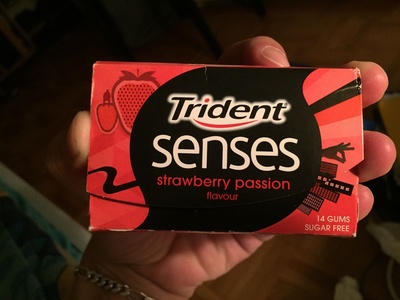 Trident
senses
strawberry passion
flavour
14 GUMS
SUGAR FREE